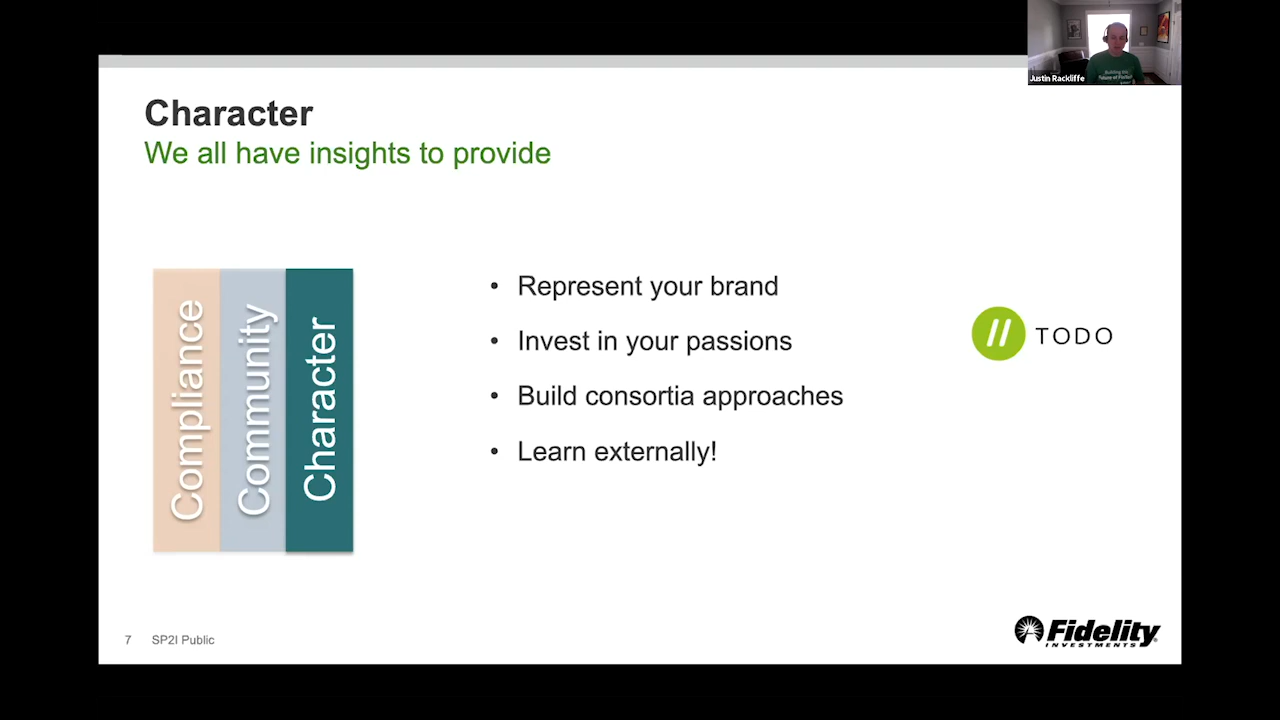 Justin Rackliffe
Character
We all have insights to provide
Compliance
Community
Character
• Represent your brand
• Invest in your passions
• Build consortia approaches
• Learn externally!
TODO
7 SP2I Public
Fidelity
INVESTMENTS